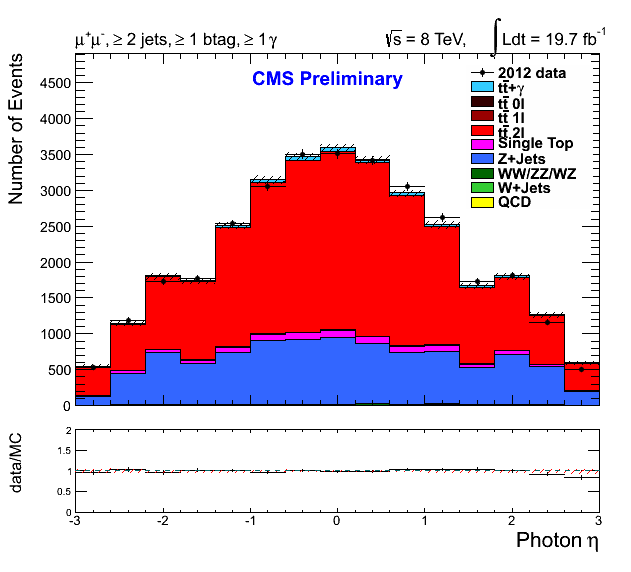 μ⁺μ⁻, ≥ 2 jets, ≥ 1 btag, ≥ 1 γ √s = 8 TeV, ∫ Ldt = 19.7 fb⁻¹
CMS Preliminary
2012 data
tt̄+γ
tt̄ 0l
tt̄ 1l
tt̄ 2l
Single Top
Z+Jets
WW/ZZ/WZ
W+Jets
QCD
Number of Events
4500
4000
3500
3000
2500
2000
1500
1000
500
0
data/MC
2
1.5
1
0.5
0
-3 -2 -1 0 1 2 3
Photon η